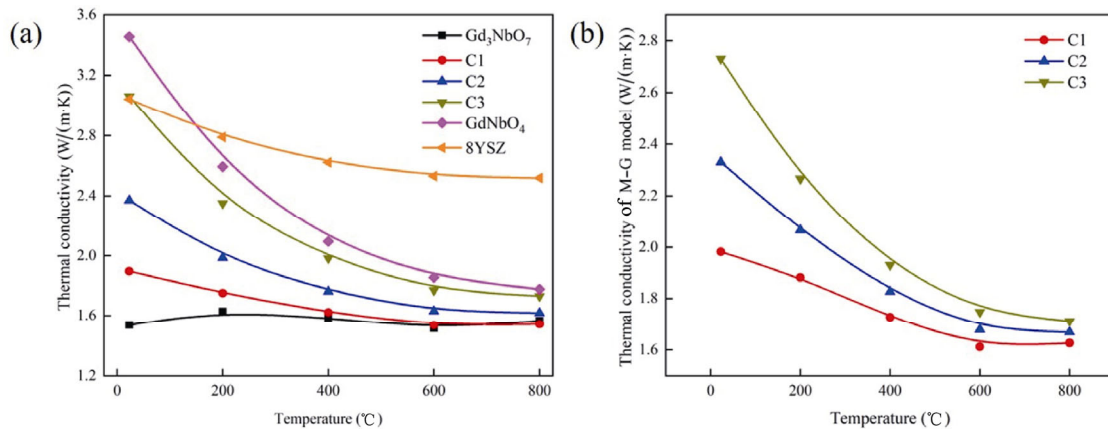 (a)
Thermal conductivity (W/(m·K))
3.6
3.2
2.8
2.4
2.0
1.6
1.2
0
200
400
600
800
Temperature (℃)
Gd₃NbO₇
C1
C2
C3
GdNbO₄
8YSZ
(b)
Thermal conductivity of M-G model (W/(m·K))
2.8
2.6
2.4
2.2
2.0
1.8
1.6
0
200
400
600
800
Temperature (℃)
C1
C2
C3